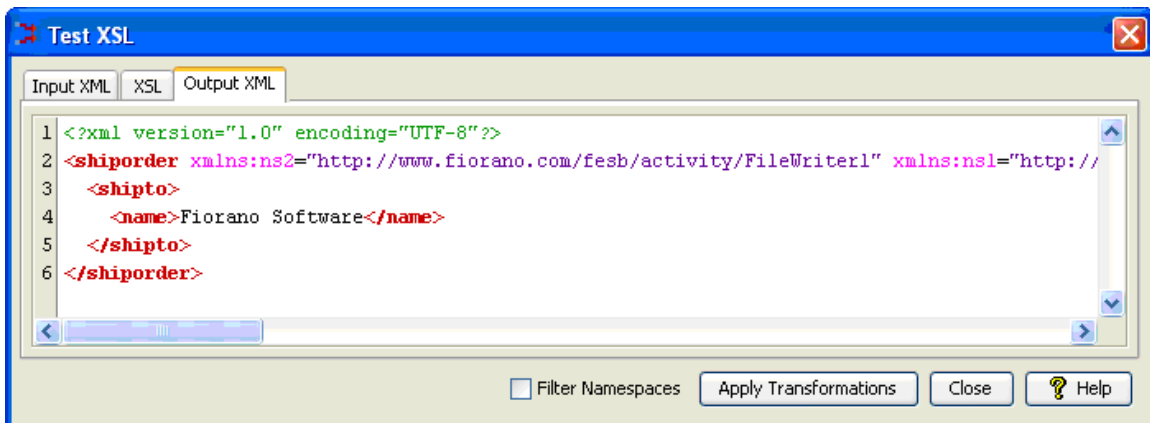 Test XSL
Input XML XSL Output XML
1 <?xml version="1.0" encoding="UTF-8"?>
2 <shiporder xmlns:ns2="http://www.fiorano.com/fesb/activity/FileWriter1" xmlns:ns1="http://
3 <shipto>
4 <name>Fiorano Software</name>
5 </shipto>
6 </shiporder>
Filter Namespaces Apply Transformations Close ? Help